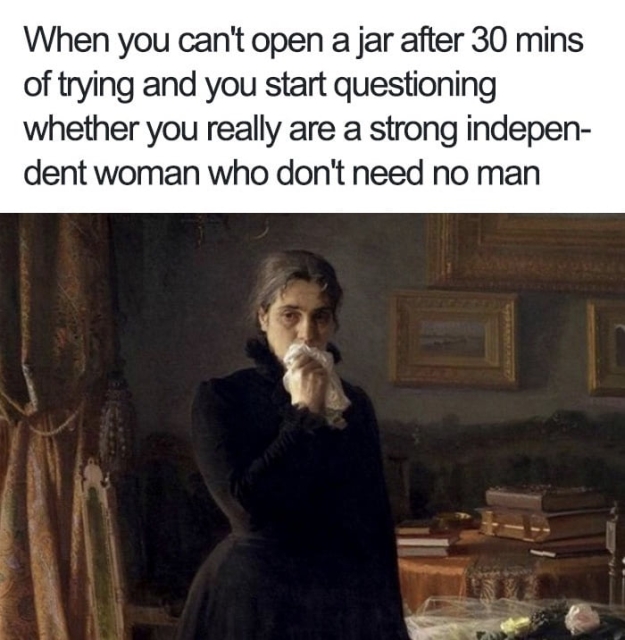 When you can't open a jar after 30 mins
of trying and you start questioning
whether you really are a strong indepen-
dent woman who don't need no man